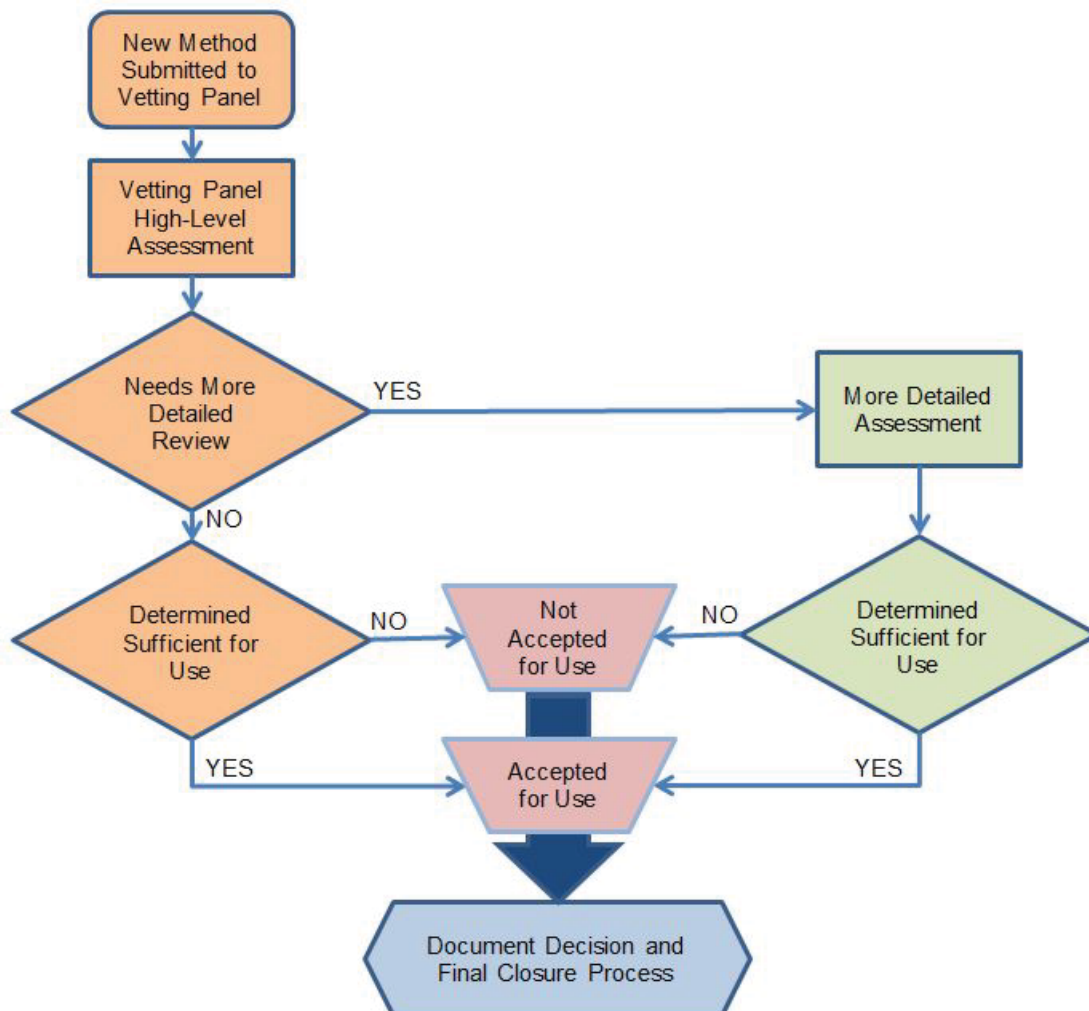 New Method
Submitted to
Vetting Panel
Vetting Panel
High-Level
Assessment
Needs More
Detailed
Review
YES
More Detailed
Assessment
NO
Determined
Sufficient for
Use
NO
Not
Accepted
for Use
NO
Determined
Sufficient for
Use
YES
Accepted
for Use
YES
Document Decision and
Final Closure Process